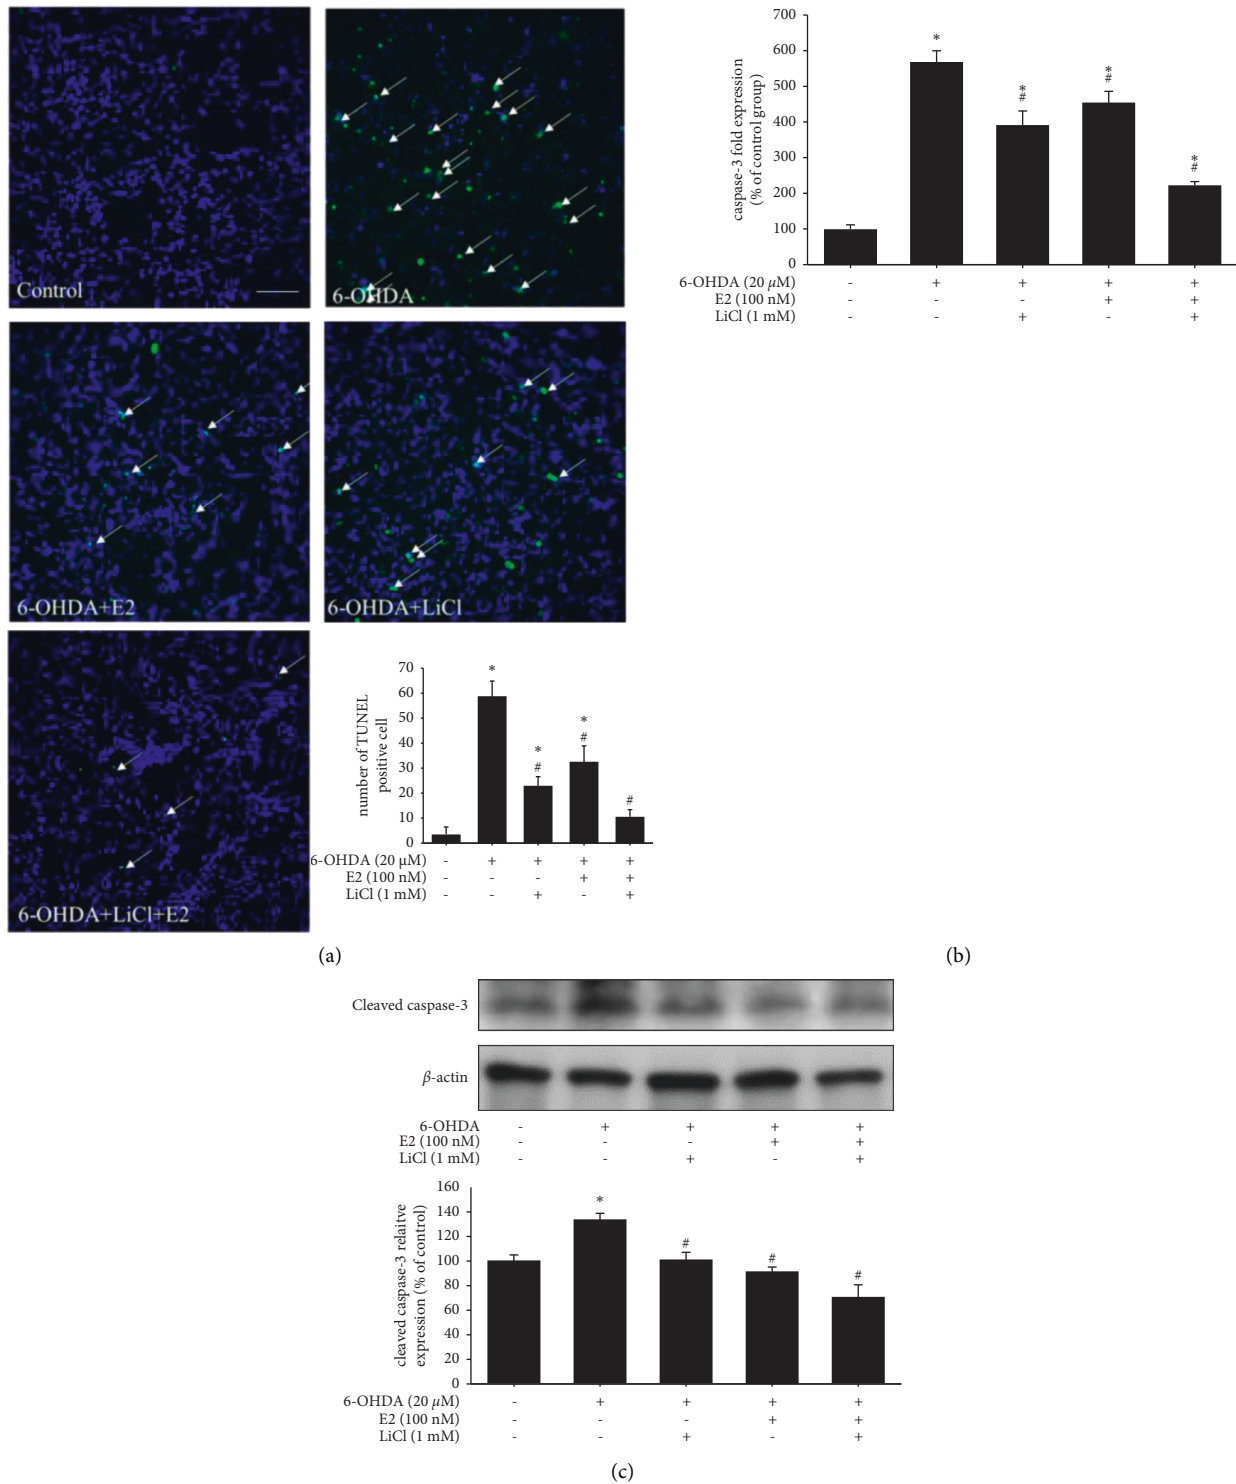 Control
6-OHDA
6-OHDA+E2
6-OHDA+LiCl
6-OHDA+LiCl+E2
number of TUNEL
positive cell
70
60
50
40
30
20
10
0
*
*
#
*
#
#
6-OHDA (20 μM) - + + + +
E2 (100 nM) - - - + +
LiCl (1 mM) - - + - +
(a)
caspase-3 fold expression
(% of control group)
700
600
500
400
300
200
100
0
*
*
#
*
#
*
#
6-OHDA (20 μM) - + + + +
E2 (100 nM) - - - + +
LiCl (1 mM) - - + - +
(b)
Cleaved caspase-3
β-actin
6-OHDA - + + + +
E2 (100 nM) - - - + +
LiCl (1 mM) - - + - +
cleaved caspase-3 relaitve
expression (% of control)
160
140
120
100
80
60
40
20
0
*
#
#
#
6-OHDA (20 μM) - + + + +
E2 (100 nM) - - - + +
LiCl (1 mM) - - + - +
(c)